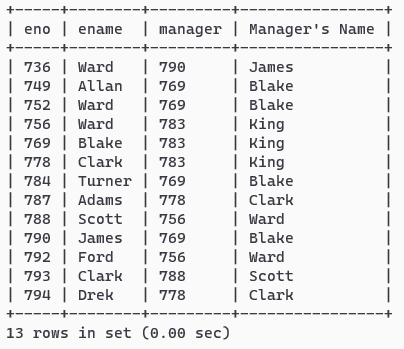 +-----+--------+---------+----------------+
| eno | ename  | manager | Manager's Name |
+-----+--------+---------+----------------+
| 736 | Ward   | 790     | James          |
| 749 | Allan  | 769     | Blake          |
| 752 | Ward   | 769     | Blake          |
| 756 | Ward   | 783     | King           |
| 769 | Blake  | 783     | King           |
| 778 | Clark  | 783     | King           |
| 784 | Turner | 769     | Blake          |
| 787 | Adams  | 778     | Clark          |
| 788 | Scott  | 756     | Ward           |
| 790 | James  | 769     | Blake          |
| 792 | Ford   | 756     | Ward           |
| 793 | Clark  | 788     | Scott          |
| 794 | Drek   | 778     | Clark          |
+-----+--------+---------+----------------+
13 rows in set (0.00 sec)